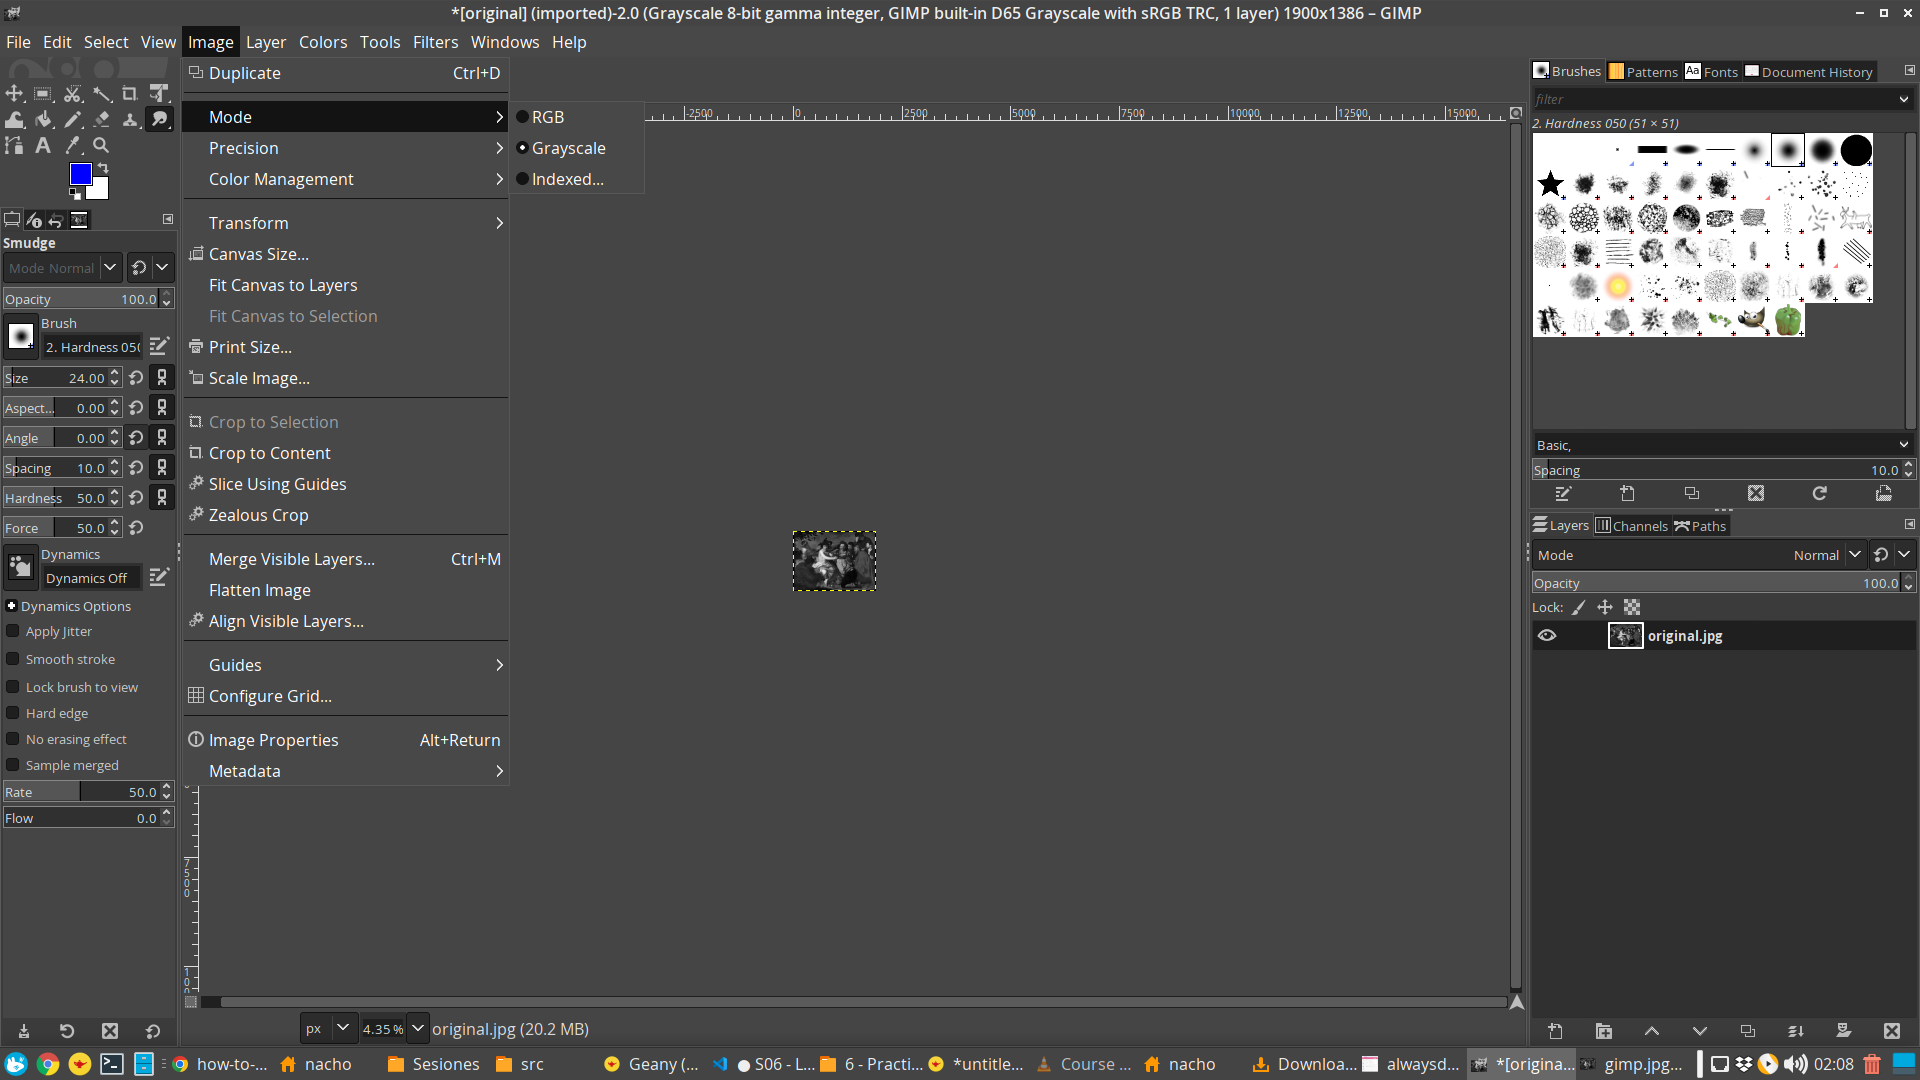 *[original] (imported)-2.0 (Grayscale 8-bit gamma integer, GIMP built-in D65 Grayscale with sRGB TRC, 1 layer) 1900x1386 – GIMP
File Edit Select View Image Layer Colors Tools Filters Windows Help
Duplicate Ctrl+D
Mode
Precision
Color Management
Transform
Canvas Size...
Fit Canvas to Layers
Fit Canvas to Selection
Print Size...
Scale Image...
Crop to Selection
Crop to Content
Slice Using Guides
Zealous Crop
Merge Visible Layers... Ctrl+M
Flatten Image
Align Visible Layers...
Guides
Configure Grid...
Image Properties Alt+Return
Metadata
RGB
Grayscale
Indexed...
-2500 0 2500 5000 7500 10000 12500 15000
7500
Smudge
Mode Normal
Opacity 100.0
Brush
2. Hardness 050
Size 24.00
Aspect... 0.00
Angle 0.00
Spacing 10.0
Hardness 50.0
Force 50.0
Dynamics
Dynamics Off
Dynamics Options
Apply Jitter
Smooth stroke
Lock brush to view
Hard edge
No erasing effect
Sample merged
Rate 50.0
Flow 0.0
px 4.35 % original.jpg (20.2 MB)
Brushes Patterns Aa Fonts Document History
filter
2. Hardness 050 (51 × 51)
Basic,
Spacing 10.0
Layers Channels Paths
Mode Normal
Opacity 100.0
Lock:
original.jpg
how-to-... nacho Sesiones src Geany (... S06 - L... 6 - Practi... *untitle... Course ... nacho Downloa... alwaysd... *[origina... gimp.jpg... 02:08